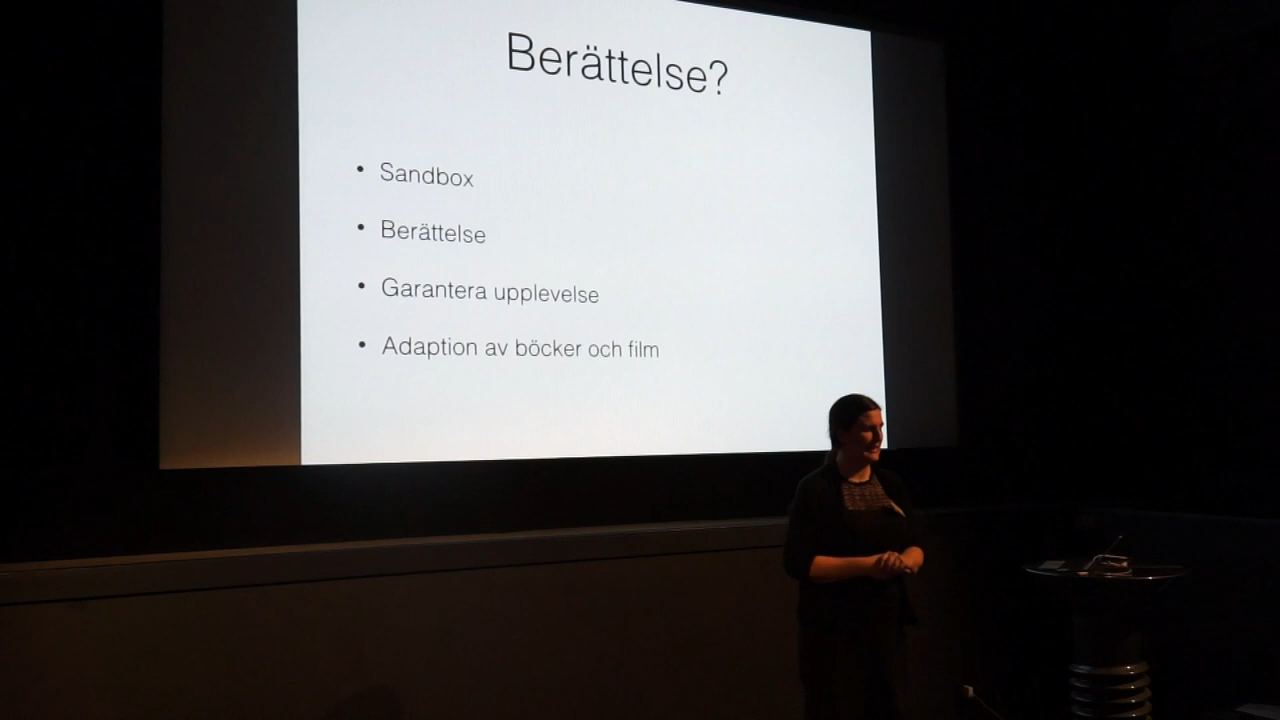 Berättelse?
• Sandbox
• Berättelse
• Garantera upplevelse
• Adaption av böcker och film